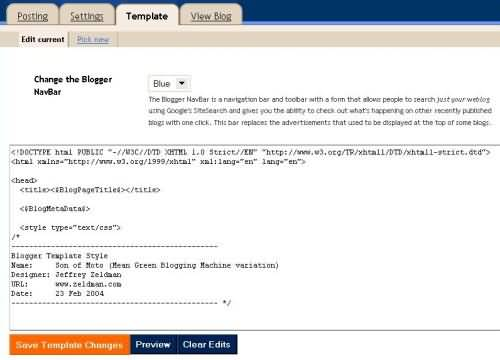 Posting Settings Template View Blog
Edit current Pick new
Change the Blogger NavBar
Blue
The Blogger NavBar is a navigation bar and toolbar with a form that allows people to search just your weblog
using Google's SiteSearch and gives you the ability to check out what's happening on other recently published
blogs with one click. This bar replaces the advertisements that used to be displayed at the top of some blogs.
<!DOCTYPE html PUBLIC "-//W3C//DTD XHTML 1.0 Strict//EN" "http://www.w3.org/TR/xhtml1/DTD/xhtml1-strict.dtd">
<html xmlns="http://www.w3.org/1999/xhtml" xml:lang="en" lang="en">
<head>
<title><$BlogPageTitle$></title>
<$BlogMetaData$>
<style type="text/css">
/*
-----------------------------------------------
Blogger Template Style
Name: Son of Moto (Mean Green Blogging Machine variation)
Designer: Jeffrey Zeldman
URL: www.zeldman.com
Date: 23 Feb 2004
----------------------------------------------- */
Save Template Changes Preview Clear Edits